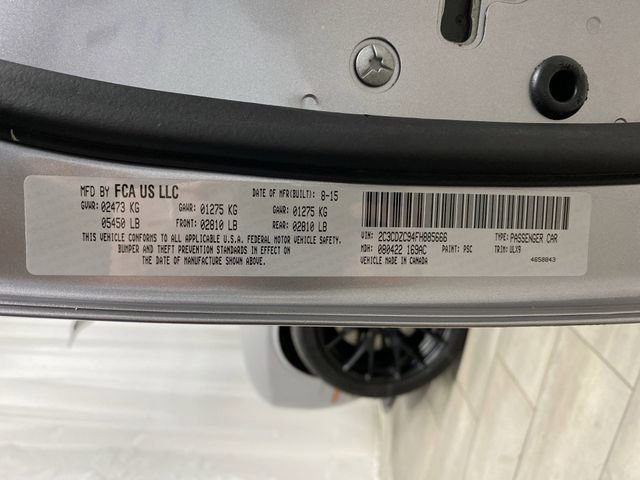 MFD BY FCA US LLC DATE OF MFR(BUILT): 8-15
GVWR: 02473 KG GAWR: 01275 KG GAWR: 01275 KG
05450 LB FRONT: 02810 LB REAR: 02810 LB
THIS VEHICLE CONFORMS TO ALL APPLICABLE U.S.A. FEDERAL MOTOR VEHICLE SAFETY,
BUMPER AND THEFT PREVENTION STANDARDS IN EFFECT ON
THE DATE OF MANUFACTURE SHOWN ABOVE.
VIN: 2C3CDZC94FH885666 TYPE: PASSENGER CAR
MDH: 080422 169AC PAINT: PSC TRIM: ULX9
VEHICLE MADE IN CANADA 4658843